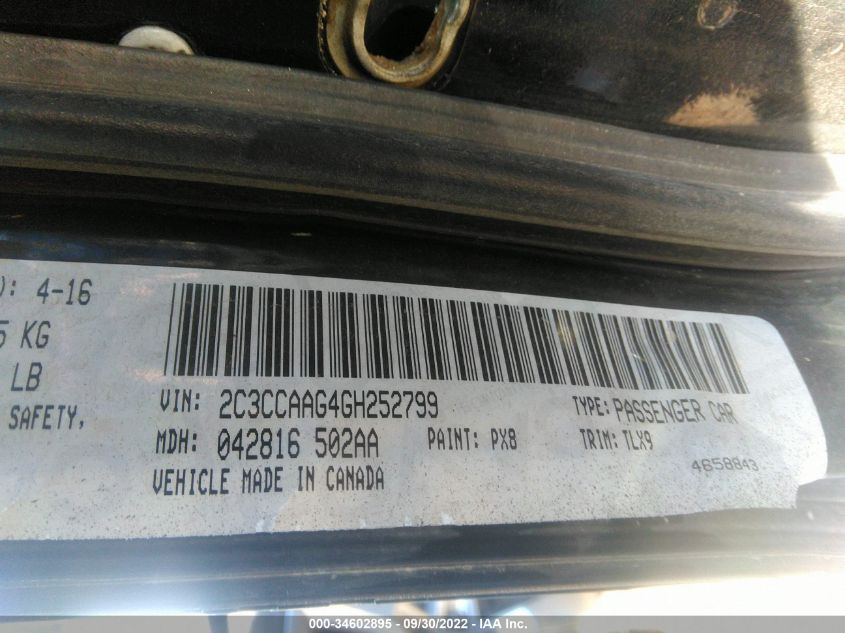 ): 4-16
5 KG
LB
SAFETY,
VIN: 2C3CCAAG4GH252799
TYPE: PASSENGER CAR
MDH: 042816 502AA
PAINT: PX8
TRIM: TLX9
VEHICLE MADE IN CANADA
4658843
000-34602895 - 09/30/2022 - IAA Inc.